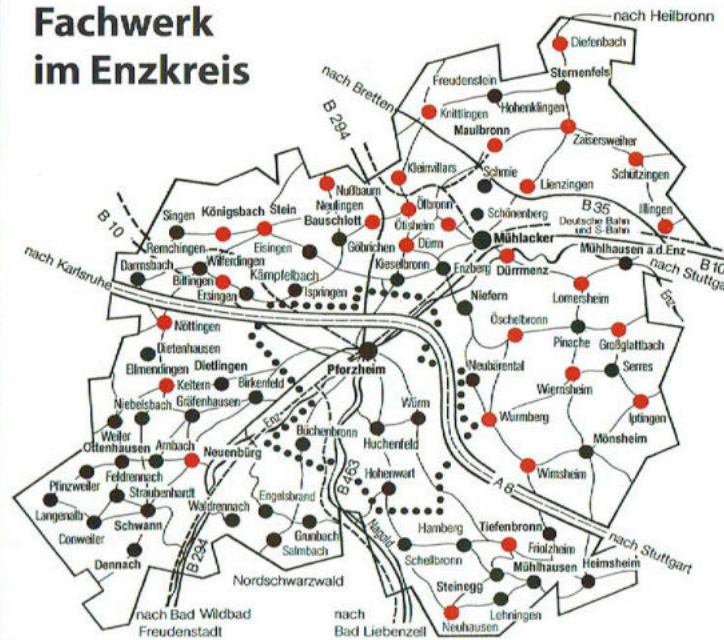 Fachwerk
im Enzkreis
nach Heilbronn
Diefenbach
nach Bretten
Freudenstein
Sternenfels
B 294
Knittlingen
Hohenklingen
Maulbronn
Zaisersweiher
Kleinvillars
Schmie
Schützingen
Nußbaum
Lienzingen
Neulingen
Ölbronn
B 35
Illingen
Singen
Königsbach
Stein
Bauschlott
Ötisheim
Schönenberg
Deutsche Bahn
und S-Bahn
B 10
Remchingen
Eisingen
Göbrichen
Dürrn
Mühlacker
Mühlhausen a.d.Enz
B 10
nach Karlsruhe
Darmsbach
Wilferdingen
Kämpfelbach
Kieselbronn
Enzberg
Dürrmenz
nach Stuttga
Bilfingen
Ersingen
Ispringen
Niefern
Lomersheim
Enz
Nöttingen
Öschelbronn
Pinache
Großglattbach
Dietenhausen
Ellmendingen
Dietlingen
Pforzheim
Neubärental
Serres
Keltern
Birkenfeld
Wiernsheim
Niebelsbach
Gräfenhausen
Würm
Iptingen
Weiler
Enz
Wurmberg
Ottenhausen
Arnbach
Neuenbürg
Büchenbronn
Huchenfeld
Mönsheim
Pfinzweiler
Feldrennach
B 463
Hohenwart
Wimsheim
Straubenhardt
A 8
Langenalb
Schwann
Waldrennach
Engelsbrand
Conweiler
Grunbach
Salmbach
Nagold
Hamberg
Tiefenbronn
nach Stuttgart
Schellbronn
Friolzheim
Dennach
B 294
Nordschwarzwald
Steinegg
Mühlhausen
Heimsheim
Lehningen
Neuhausen
nach Bad Wildbad
Freudenstadt
nach
Bad Liebenzell